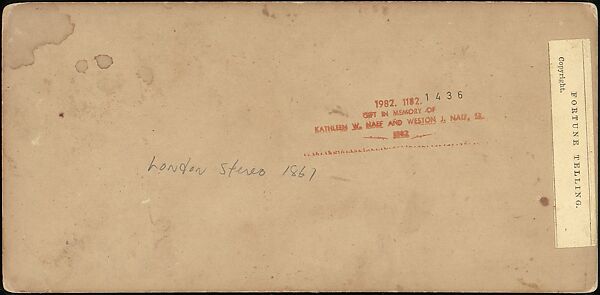 1982. 1182. 1436
GIFT IN MEMORY OF
KATHLEEN W. NAEF AND WESTON J. NAEF, SR.
1982
London Stereo 1867
FORTUNE TELLING.
Copyright.